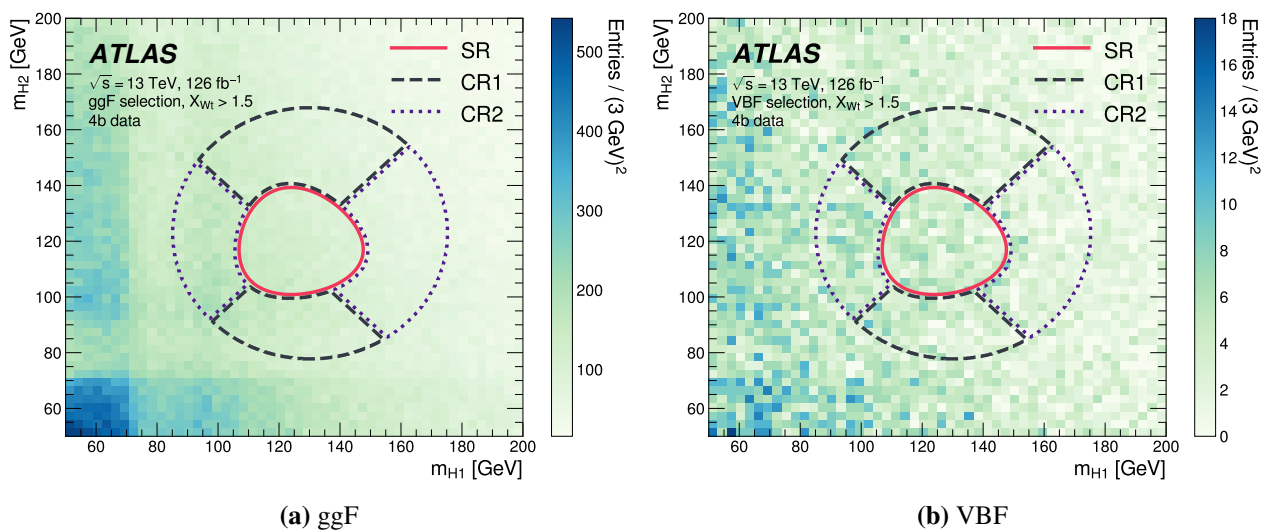 200
180
160
140
120
100
80
60
m_H2 [GeV]
ATLAS
√s = 13 TeV, 126 fb⁻¹
ggF selection, X_Wt > 1.5
4b data
SR
CR1
CR2
60 80 100 120 140 160 180 200
m_H1 [GeV]
500
400
300
200
100
Entries / (3 GeV)²
(a) ggF
200
180
160
140
120
100
80
60
m_H2 [GeV]
ATLAS
√s = 13 TeV, 126 fb⁻¹
VBF selection, X_Wt > 1.5
4b data
SR
CR1
CR2
60 80 100 120 140 160 180 200
m_H1 [GeV]
18
16
14
12
10
8
6
4
2
0
Entries / (3 GeV)²
(b) VBF